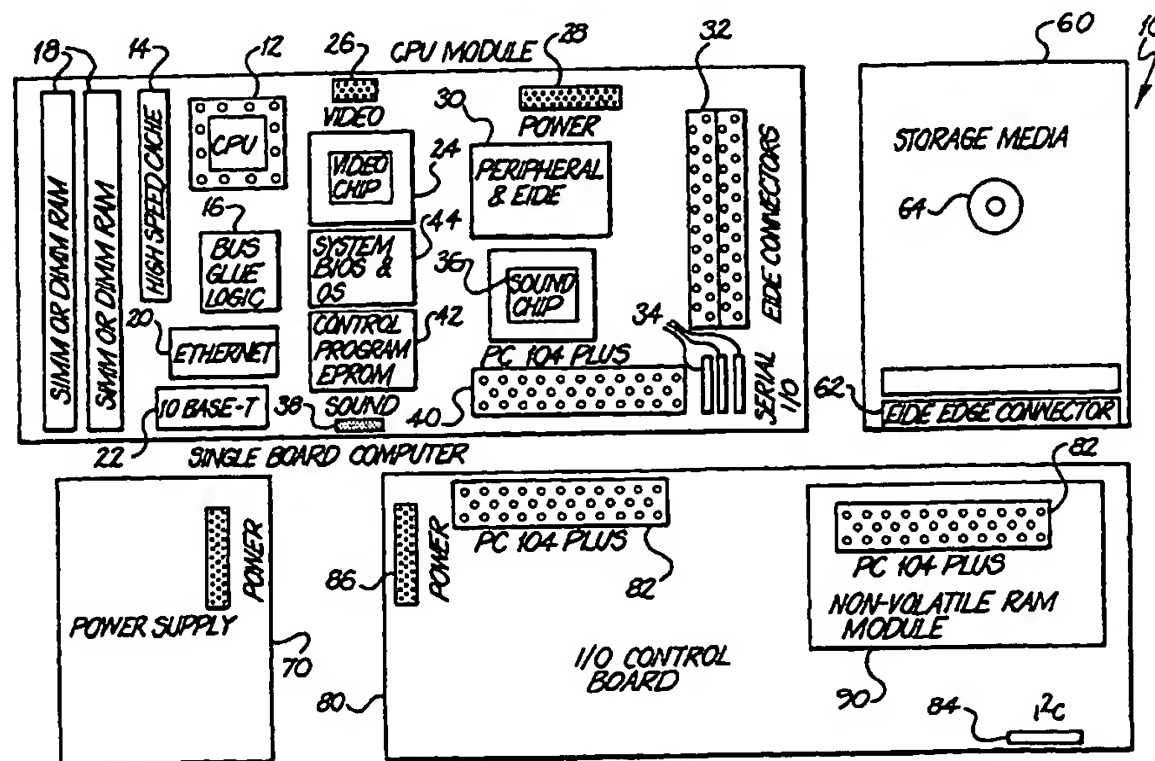 18
14
12
26
CPU MODULE
28
32
60
10
SIMM OR DIMM RAM
SIMM OR DIMM RAM
HIGH SPEED CACHE
CPU
VIDEO
POWER
30
VIDEO
CHIP
24
PERIPHERAL
& EIDE
EIDE CONNECTORS
STORAGE MEDIA
64
16
BUS
GLUE
LOGIC
SYSTEM
BIOS &
OS
44
36
SOUND
CHIP
34
20
ETHERNET
CONTROL
PROGRAM
EPROM
42
PC 104 PLUS
SERIAL
I/O
10 BASE-T
38
SOUND
40
62
EIDE EDGE CONNECTOR
22
SINGLE BOARD COMPUTER
82
POWER
86
POWER
PC 104 PLUS
82
PC 104 PLUS
NON-VOLATILE RAM
MODULE
POWER SUPPLY
70
80
I/O CONTROL
BOARD
90
84
I²C